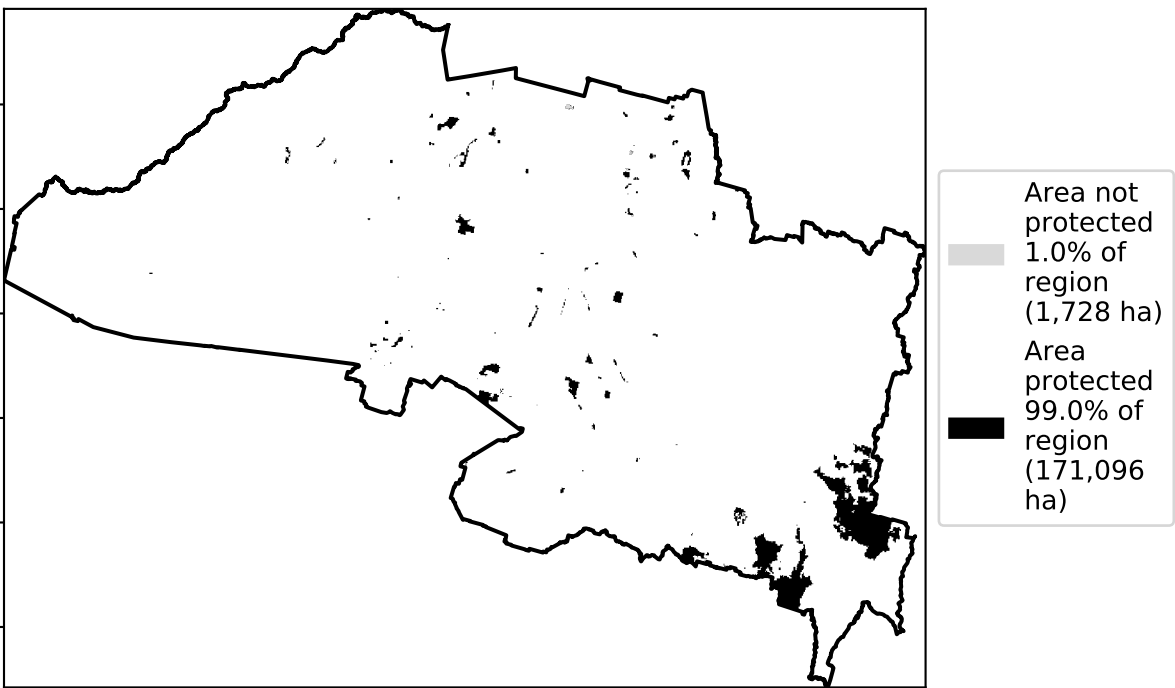 Area not
protected
1.0% of
region
(1,728 ha)
Area
protected
99.0% of
region
(171,096
ha)